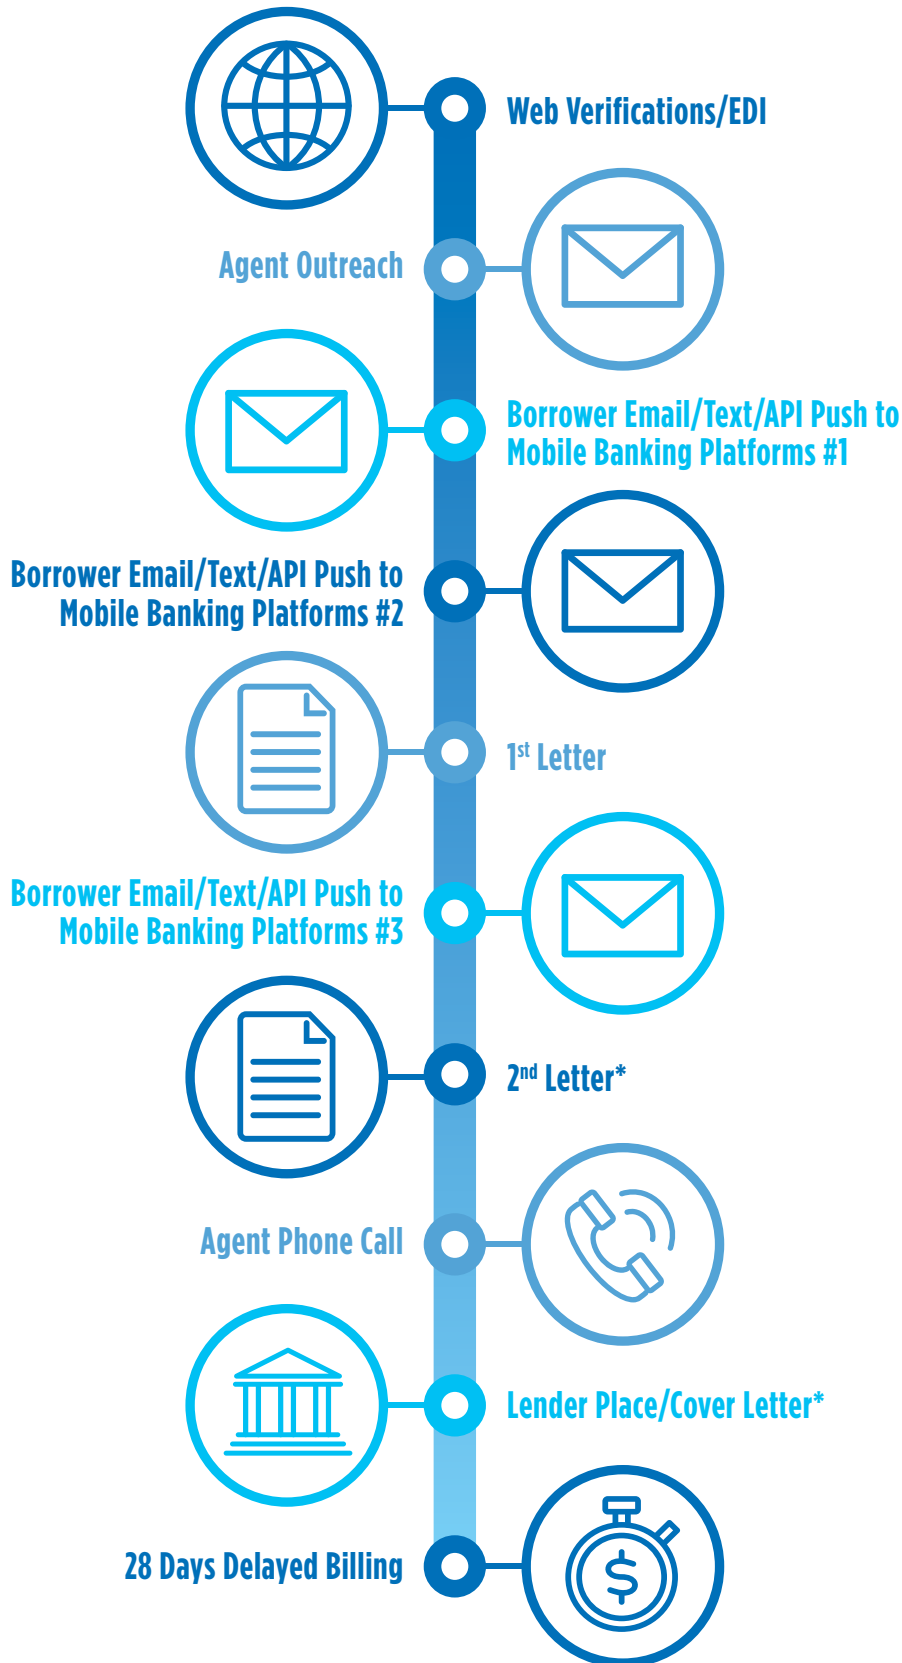 Web Verifications/EDI
Agent Outreach
Borrower Email/Text/API Push to
Mobile Banking Platforms #1
Borrower Email/Text/API Push to
Mobile Banking Platforms #2
1st Letter
Borrower Email/Text/API Push to
Mobile Banking Platforms #3
2nd Letter*
Agent Phone Call
Lender Place/Cover Letter*
28 Days Delayed Billing
$